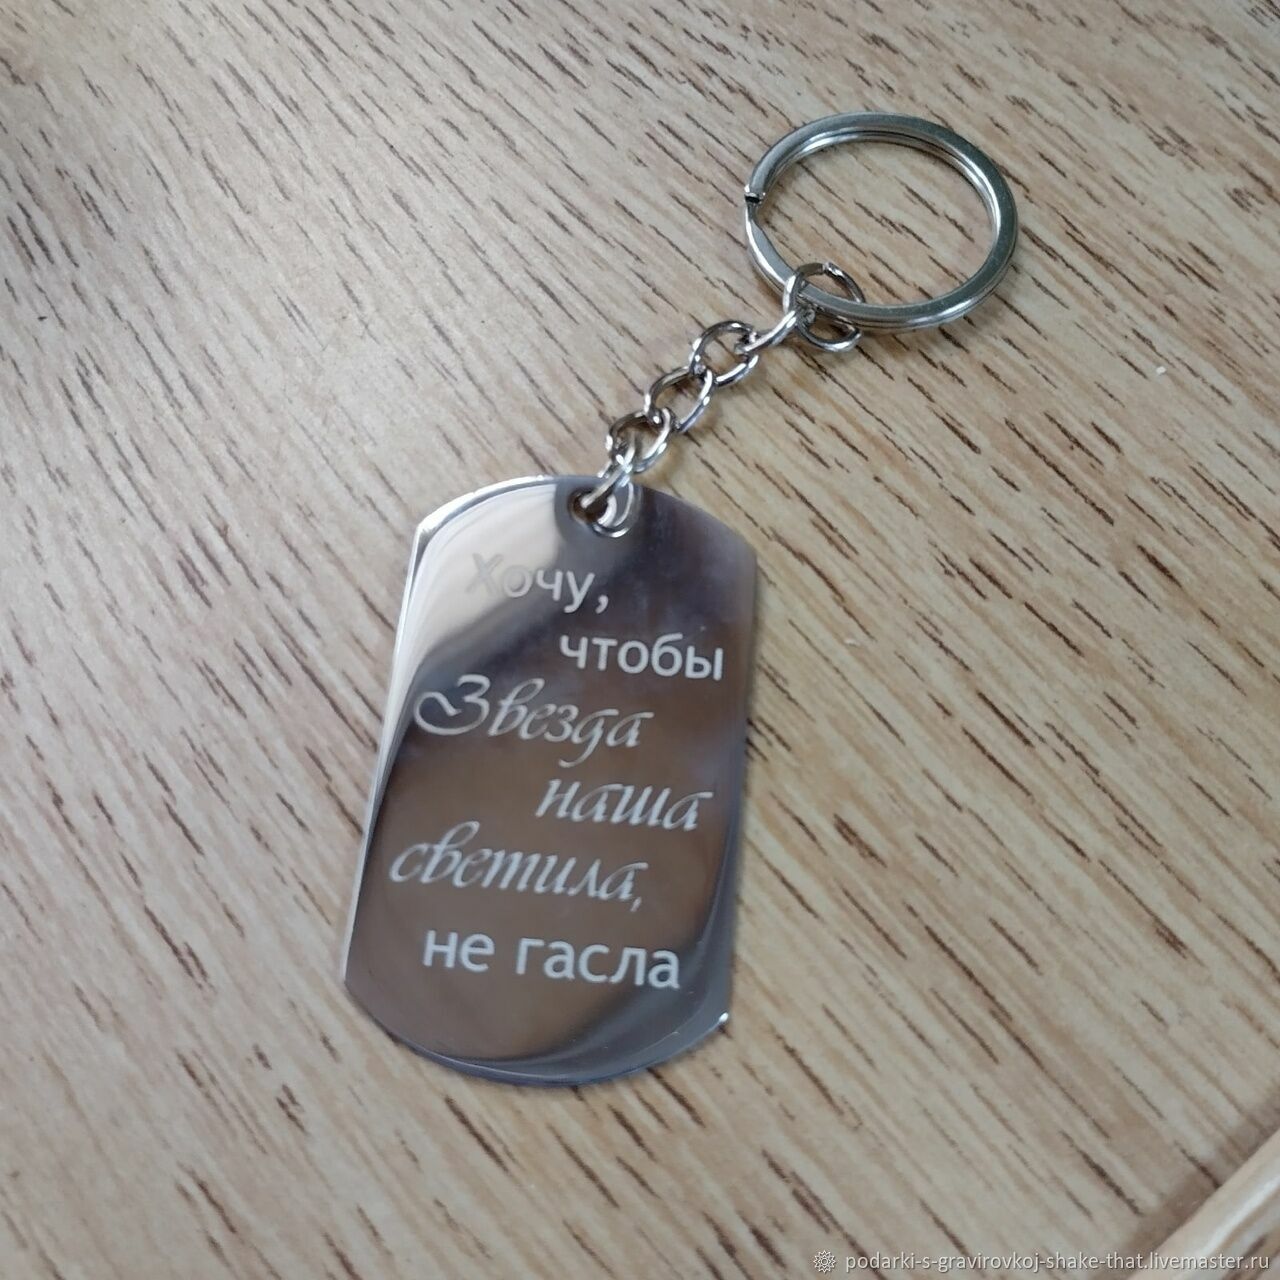 Хочу,
чтобы
Звезда
наша
светила,
не гасла
podarki-s-gravirovkoj-shake-that.livemaster.ru